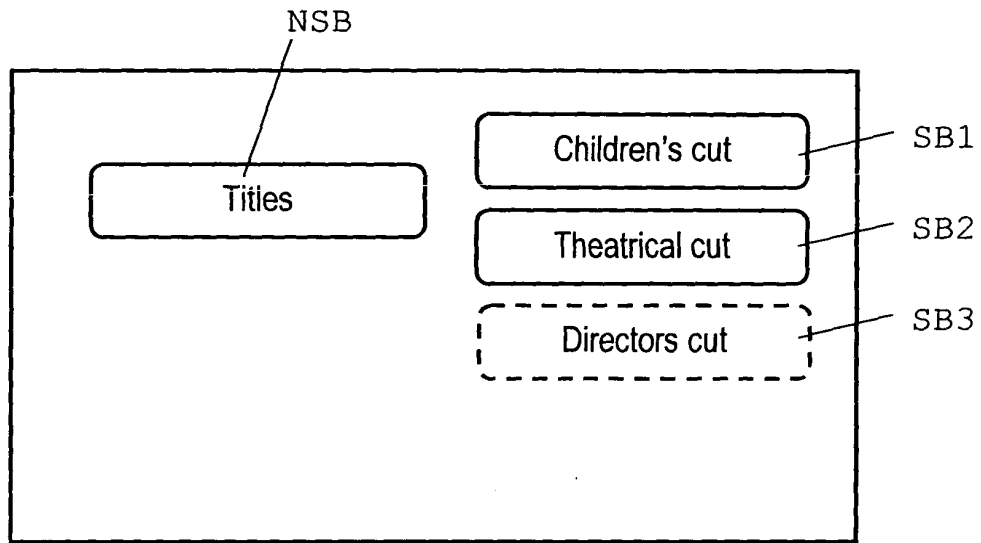 NSB
Children's cut
SB1
Titles
Theatrical cut
SB2
Directors cut
SB3